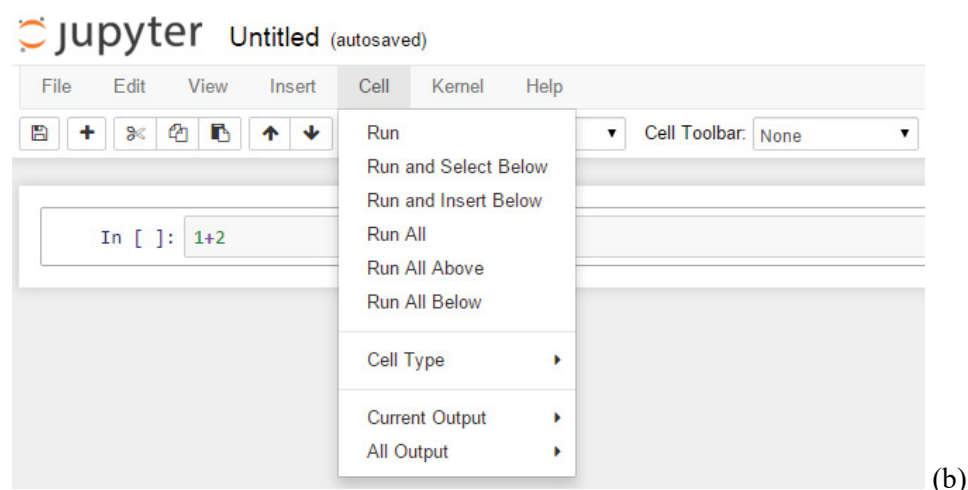 jupyter Untitled (autosaved)
File Edit View Insert Cell Kernel Help
Cell Toolbar: None
Run
Run and Select Below
Run and Insert Below
In [ ]: 1+2
Run All
Run All Above
Run All Below
Cell Type
Current Output
All Output
(b)